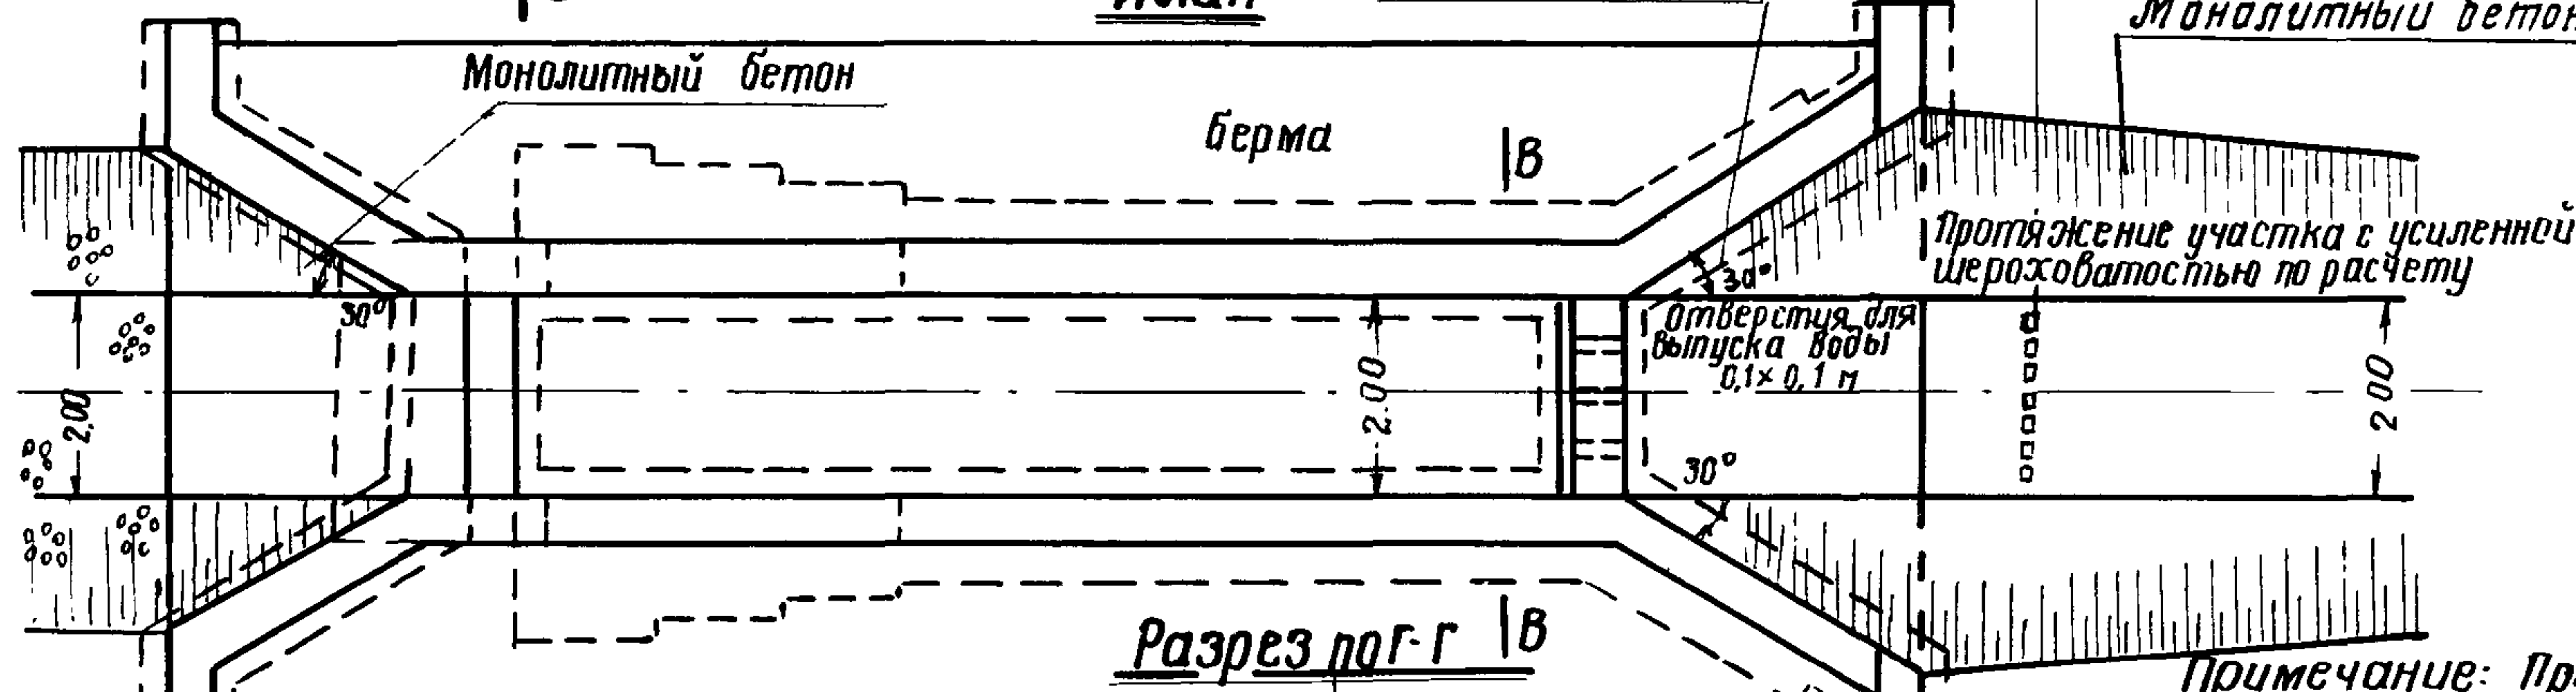 Монолитный бетон
Монолитный бетон
берма
В
Протяжение участка с усиленной
шероховатостью по расчету
30°
30°
Отверстия для
выпуска воды
0,1 × 0,1 м
2,00
2.00
2 00
30°
Разрез по Г-Г
В
Примечание: